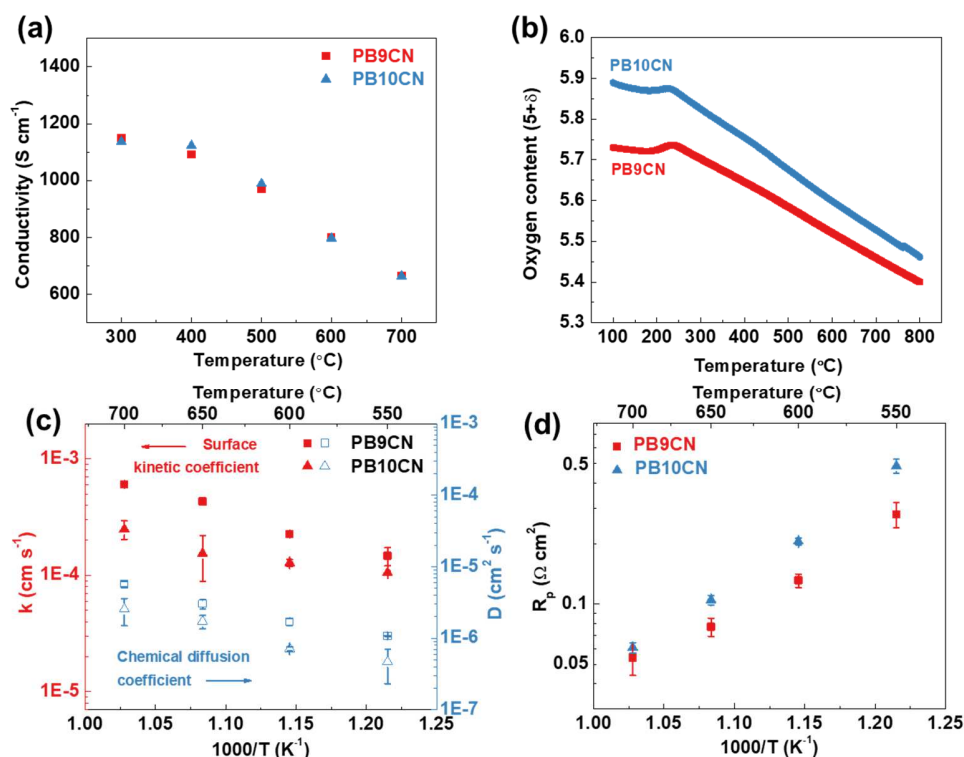 (a)
PB9CN
PB10CN
Conductivity (S cm⁻¹)
1400
1200
1000
800
600
300 400 500 600 700
Temperature (°C)
(b)
PB10CN
PB9CN
Oxygen content (5+δ)
6.0
5.9
5.8
5.7
5.6
5.5
5.4
5.3
100 200 300 400 500 600 700 800
Temperature (°C)
Temperature (°C)
700 650 600 550
(c)
Surface
kinetic coefficient
PB9CN
PB10CN
k (cm s⁻¹)
1E-3
1E-4
1E-5
D (cm² s⁻¹)
1E-3
1E-4
1E-5
1E-6
1E-7
Chemical diffusion
coefficient
1.00 1.05 1.10 1.15 1.20 1.25
1000/T (K⁻¹)
Temperature (°C)
700 650 600 550
(d)
PB9CN
PB10CN
Rₚ (Ω cm²)
0.5
0.1
0.05
1.00 1.05 1.10 1.15 1.20 1.25
1000/T (K⁻¹)